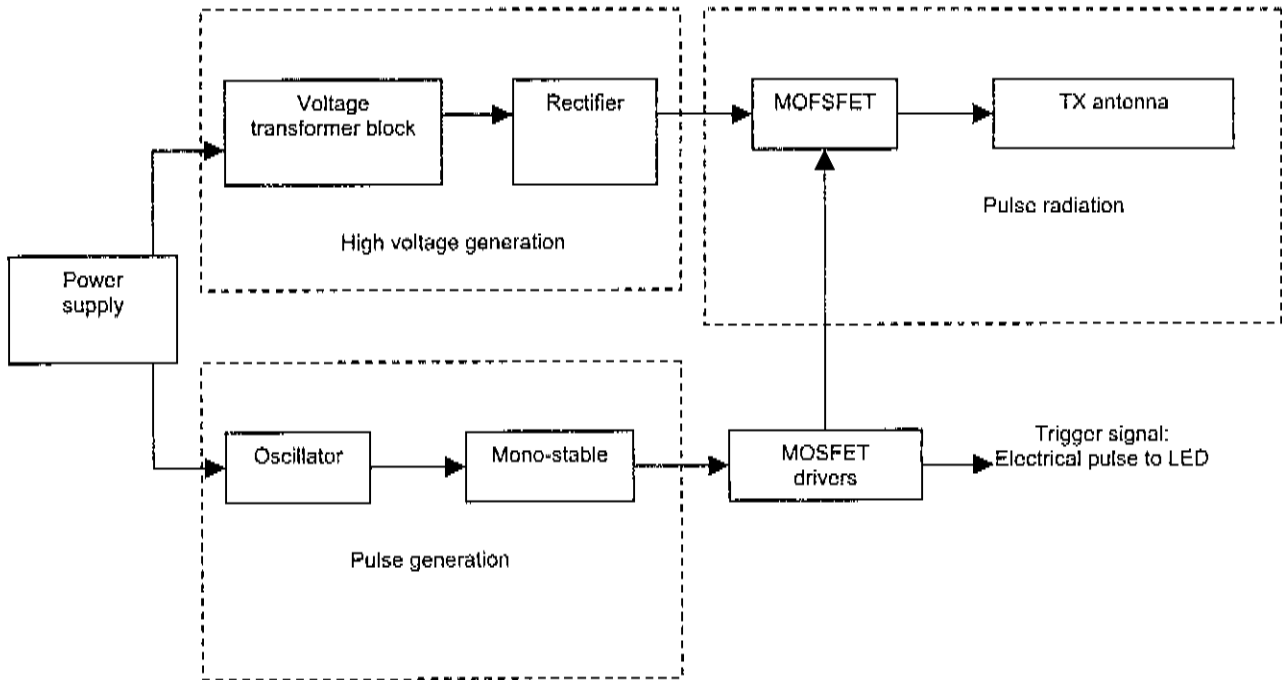 Voltage
transformer block
Rectifier
High voltage generation
MOFSFET
TX antenna
Pulse radiation
Power
supply
Oscillator
Mono-stable
Pulse generation
MOSFET
drivers
Trigger signal:
Electrical pulse to LED